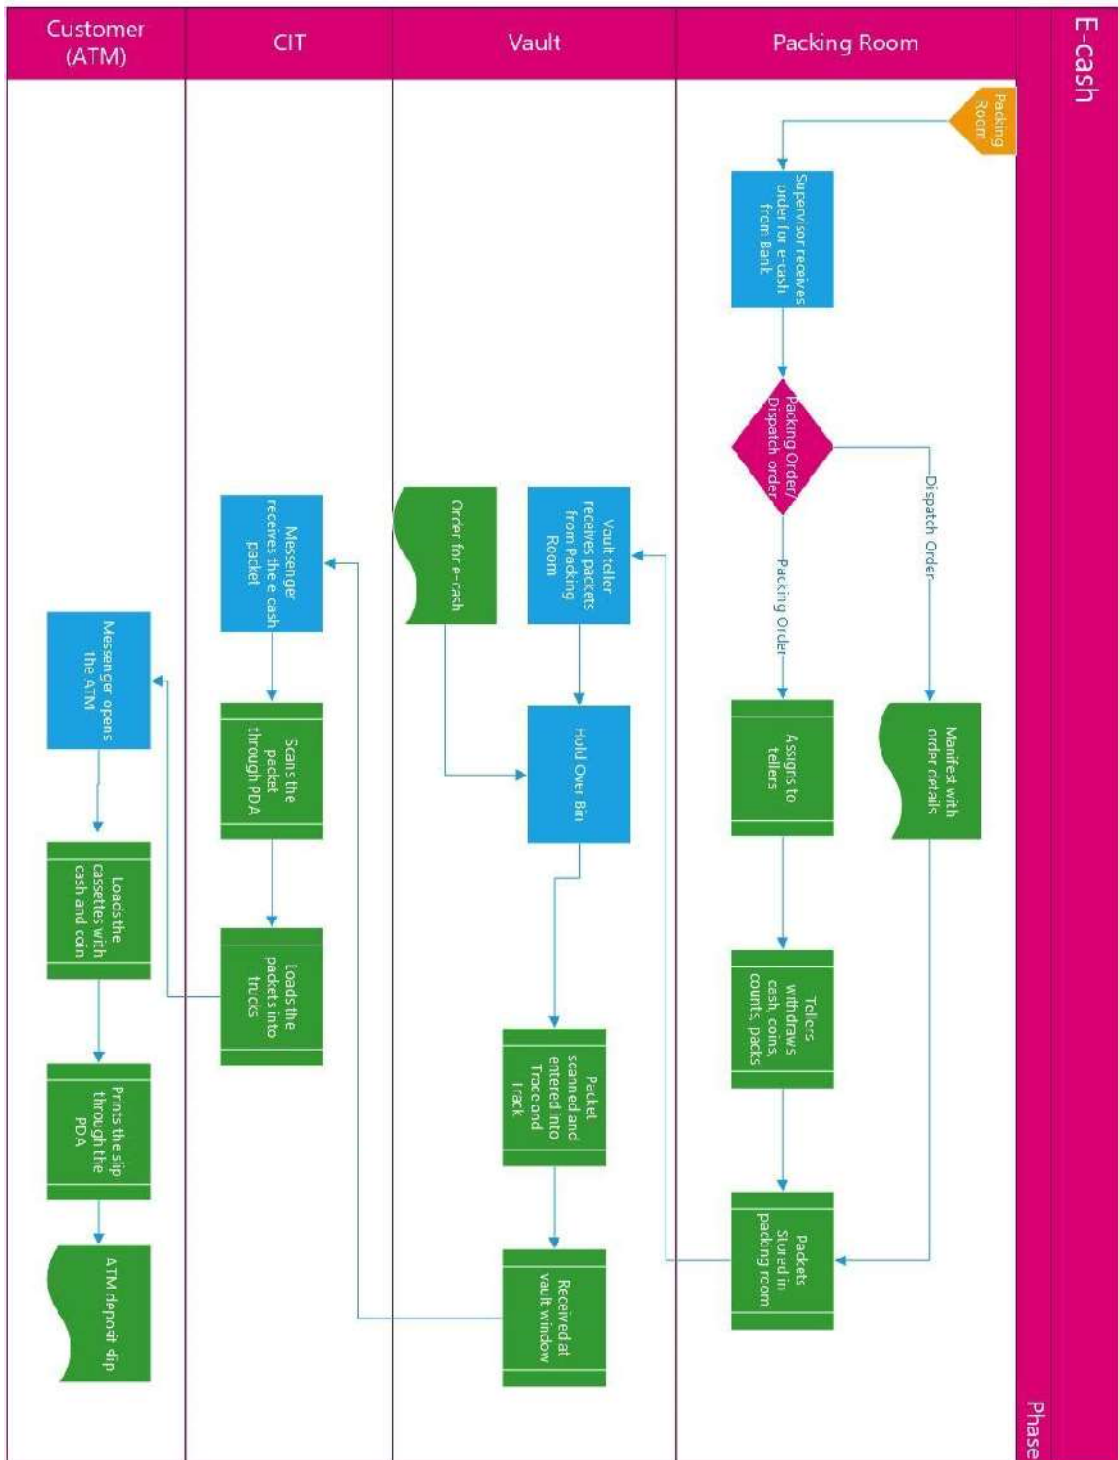 E-cash
Phase
Packing Room
Vault
CIT
Customer
(ATM)
Packing
Room
Supervisor receives
order for e-cash
from Bank
Packing Order/
Dispatch order
Dispatch Order
Packing Order
Manifest with
order details
Assigns to
tellers
Tellers
withdraws
cash, coins,
counts, packs
Packets
Stored in
packing room
Vault teller
receives packets
from Packing
Room
Order for e-cash
Hold Over Bin
Packet
scanned and
entered into
Trace and
Track
Received at
vault window
Messenger
receives the e cash
packet
Scans the
packet
through PDA
Loads the
packets into
trucks
Messenger opens
the ATM
Loads the
cassettes with
cash and coin
Prints the slip
through the
PDA
ATM deposit slip